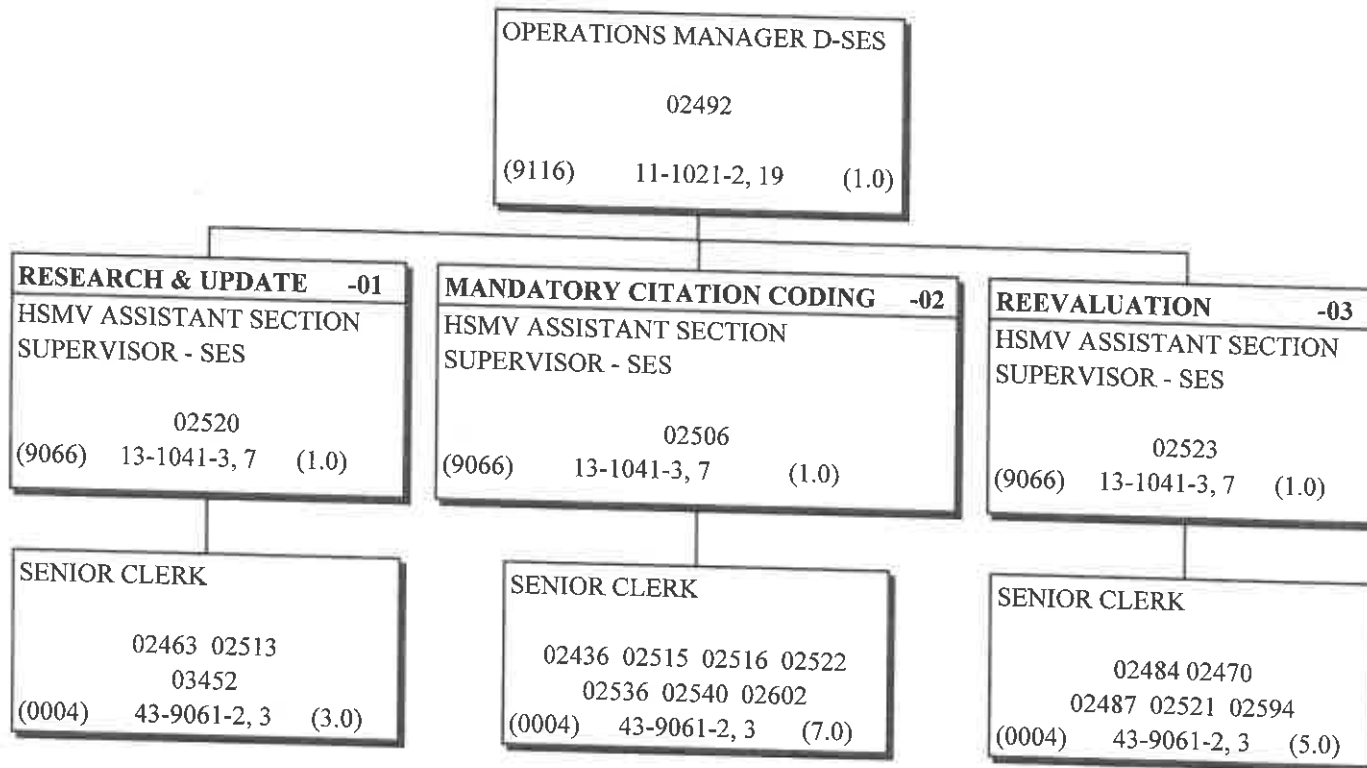 OPERATIONS MANAGER D-SES
02492
(9116) 11-1021-2, 19 (1.0)
RESEARCH & UPDATE -01
HSMV ASSISTANT SECTION
SUPERVISOR - SES
02520
(9066) 13-1041-3, 7 (1.0)
MANDATORY CITATION CODING -02
HSMV ASSISTANT SECTION
SUPERVISOR - SES
02506
(9066) 13-1041-3, 7 (1.0)
REEVALUATION -03
HSMV ASSISTANT SECTION
SUPERVISOR - SES
02523
(9066) 13-1041-3, 7 (1.0)
SENIOR CLERK
02463 02513
03452
(0004) 43-9061-2, 3 (3.0)
SENIOR CLERK
02436 02515 02516 02522
02536 02540 02602
(0004) 43-9061-2, 3 (7.0)
SENIOR CLERK
02484 02470
02487 02521 02594
(0004) 43-9061-2, 3 (5.0)